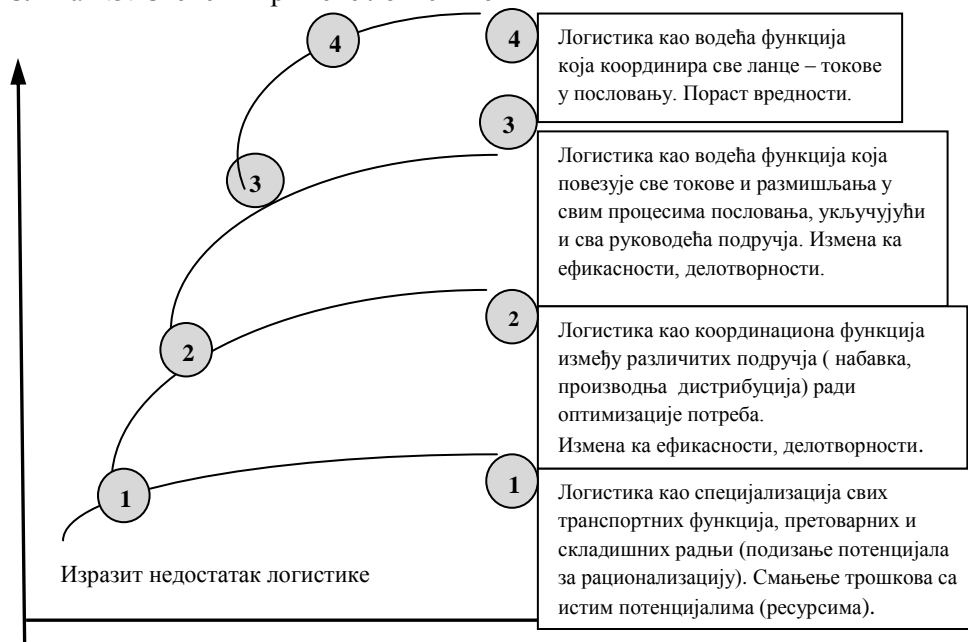 4
4
Логистика као водећа функција
која координира све ланце – токове
у пословању. Пораст вредности.
3
3
Логистика као водећа функција која
повезује све токове и размишљања у
свим процесима пословања, укључујући
и сва руководећа подручја. Измена ка
ефикасности, делотворности.
2
2
Логистика као координациона функција
између различитих подручја ( набавка,
производња дистрибуција) ради
оптимизације потреба.
Измена ка ефикасности, делотворности.
1
1
Логистика као специјализација свих
транспортних функција, претоварних и
складишних радњи (подизање потенцијала
за рационализацију). Смањење трошкова са
истим потенцијалима (ресурсима).
Изразит недостатак логистике